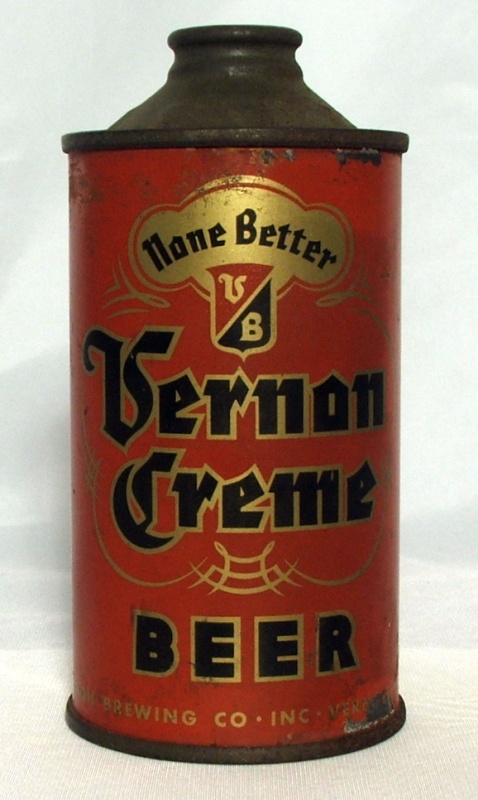 None Better
V
B
Vernon
Creme
BEER
BREWING CO · INC ·